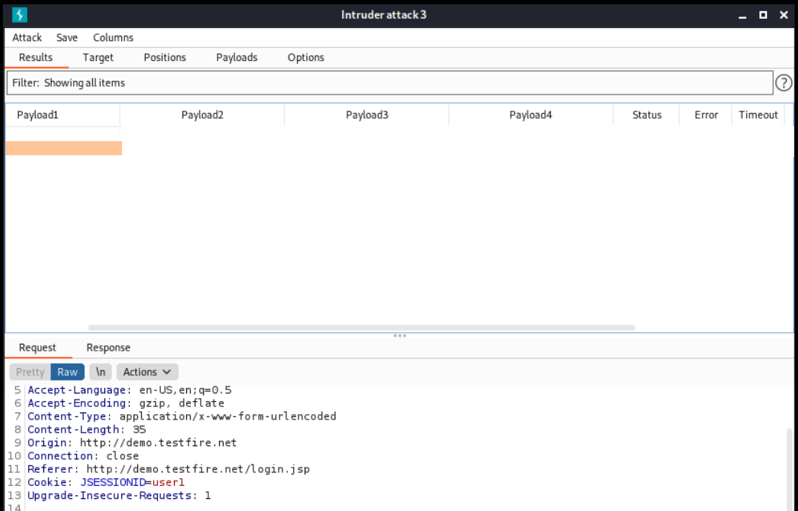 Intruder attack 3
Attack Save Columns
Results Target Positions Payloads Options
Filter: Showing all items ?
Payload1 Payload2 Payload3 Payload4 Status Error Timeout
Request Response
Pretty Raw \n Actions
5 Accept-Language: en-US,en;q=0.5
6 Accept-Encoding: gzip, deflate
7 Content-Type: application/x-www-form-urlencoded
8 Content-Length: 35
9 Origin: http://demo.testfire.net
10 Connection: close
11 Referer: http://demo.testfire.net/login.jsp
12 Cookie: JSESSIONID=user1
13 Upgrade-Insecure-Requests: 1
14